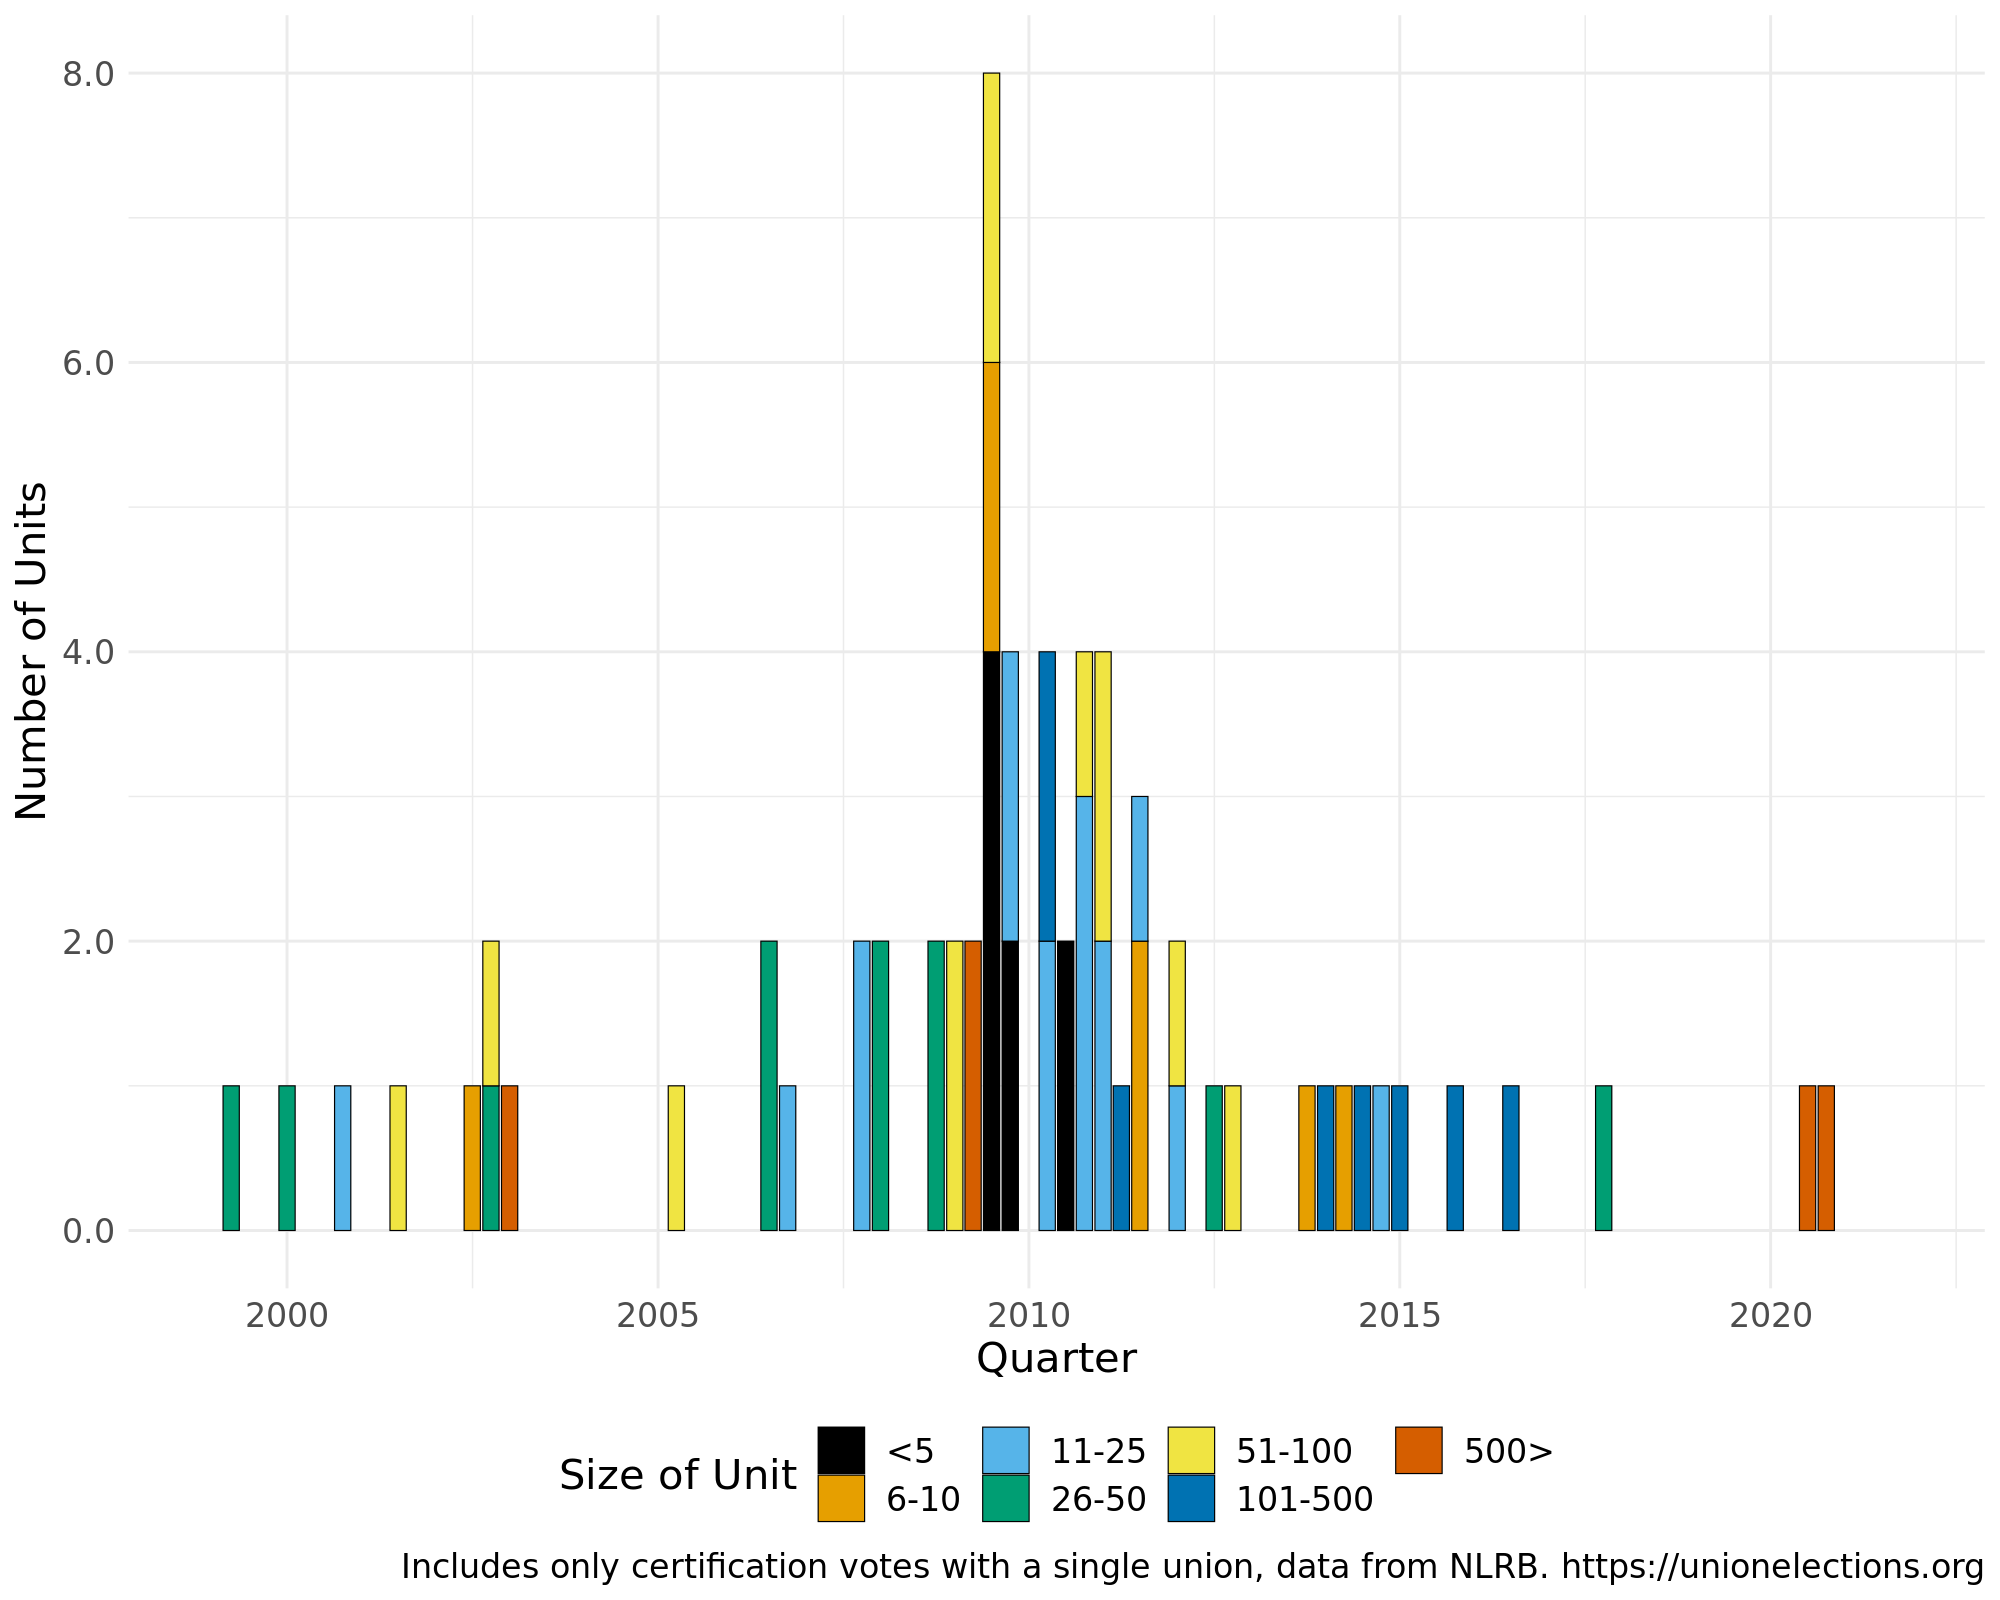 8.0
6.0
4.0
2.0
0.0
Number of Units
2000 2005 2010 2015 2020
Quarter
Size of Unit
<5 11-25 51-100 500>
6-10 26-50 101-500
Includes only certification votes with a single union, data from NLRB. https://unionelections.org